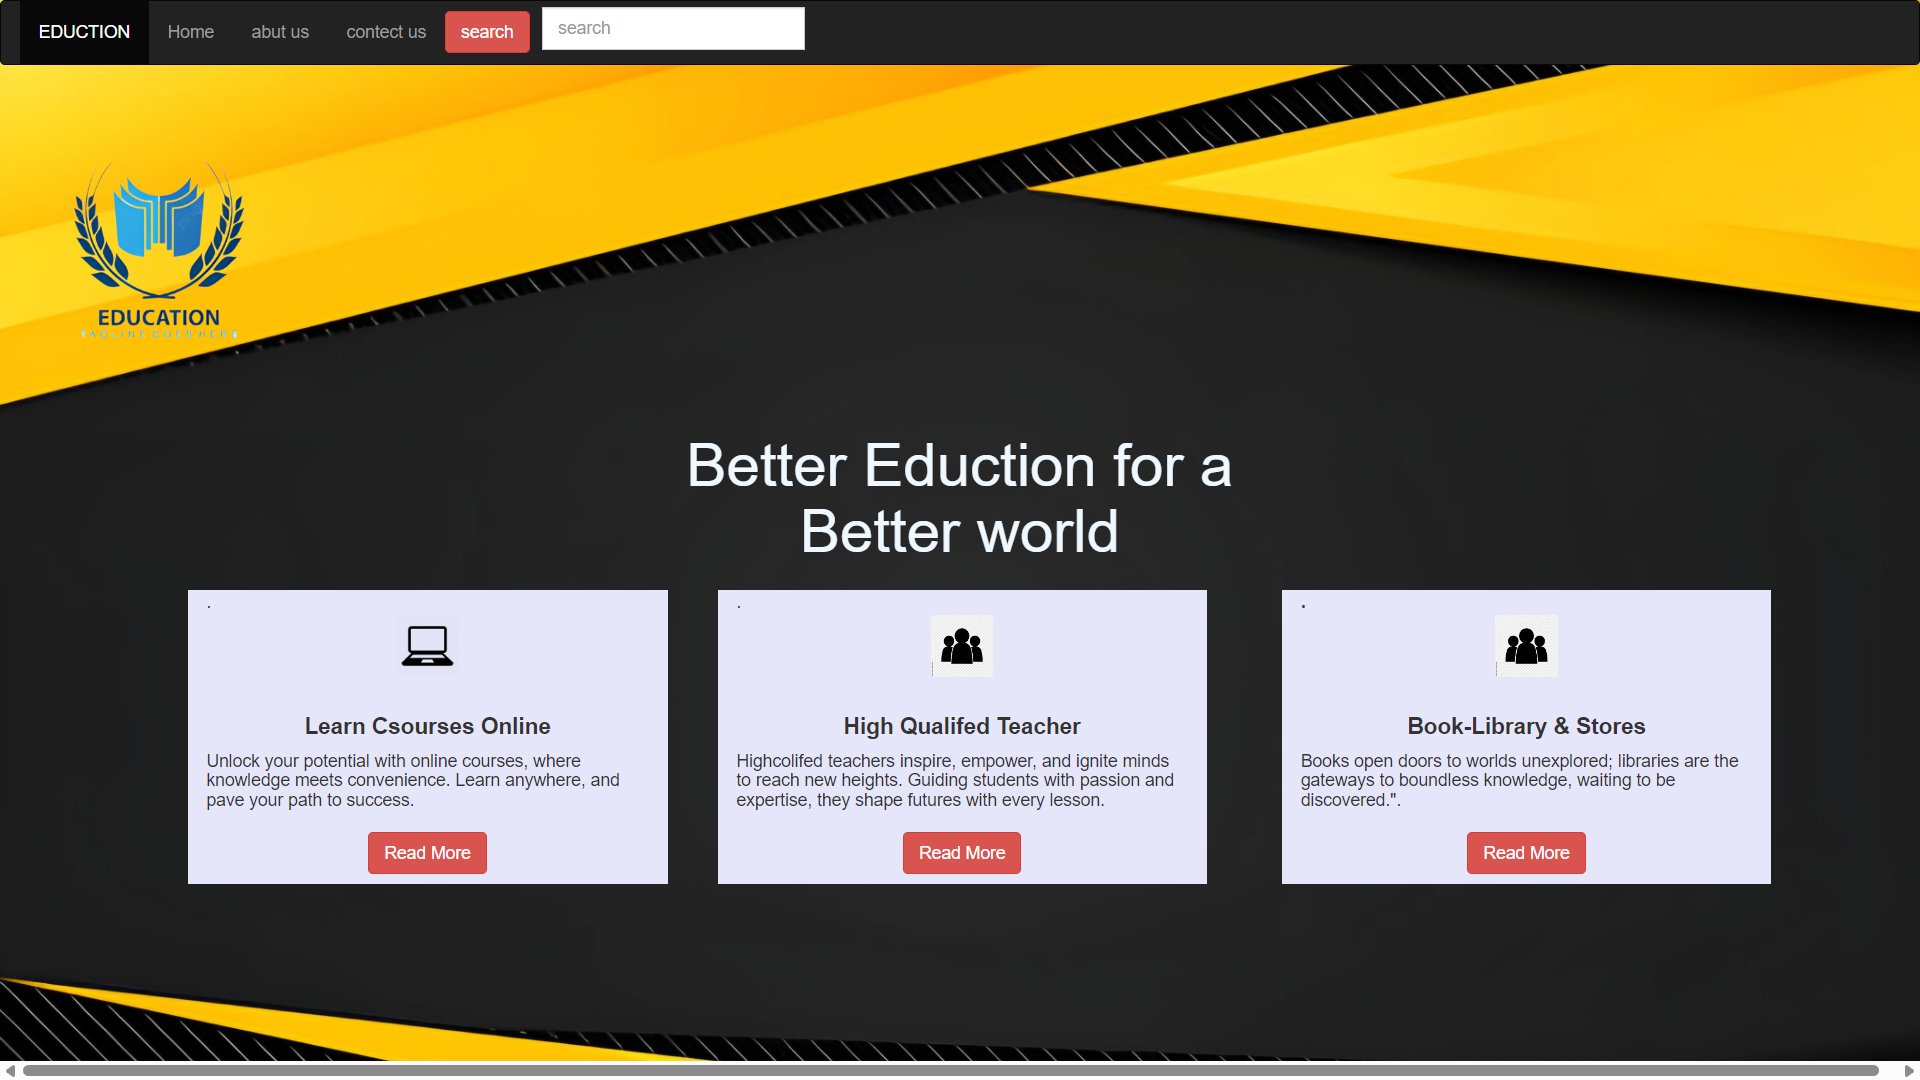 EDUCTION Home abut us contect us search search
EDUCATION
Better Eduction for a
Better world
Learn Csourses Online
Unlock your potential with online courses, where
knowledge meets convenience. Learn anywhere, and
pave your path to success.
Read More
High Qualifed Teacher
Highcolifed teachers inspire, empower, and ignite minds
to reach new heights. Guiding students with passion and
expertise, they shape futures with every lesson.
Read More
Book-Library & Stores
Books open doors to worlds unexplored; libraries are the
gateways to boundless knowledge, waiting to be
discovered.".
Read More